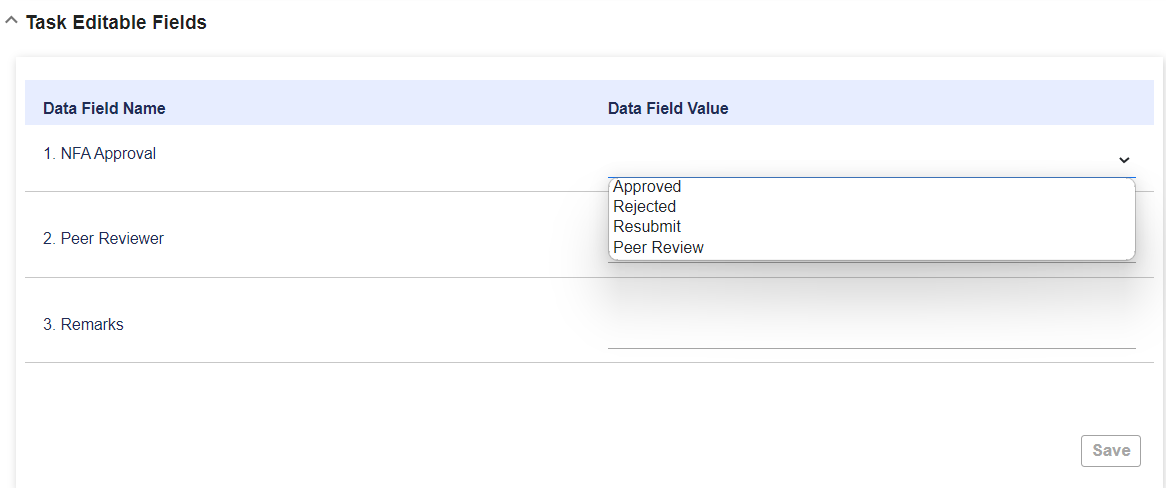 Task Editable Fields
Data Field Name Data Field Value
1. NFA Approval
Approved
Rejected
Resubmit
Peer Review
2. Peer Reviewer
3. Remarks
Save